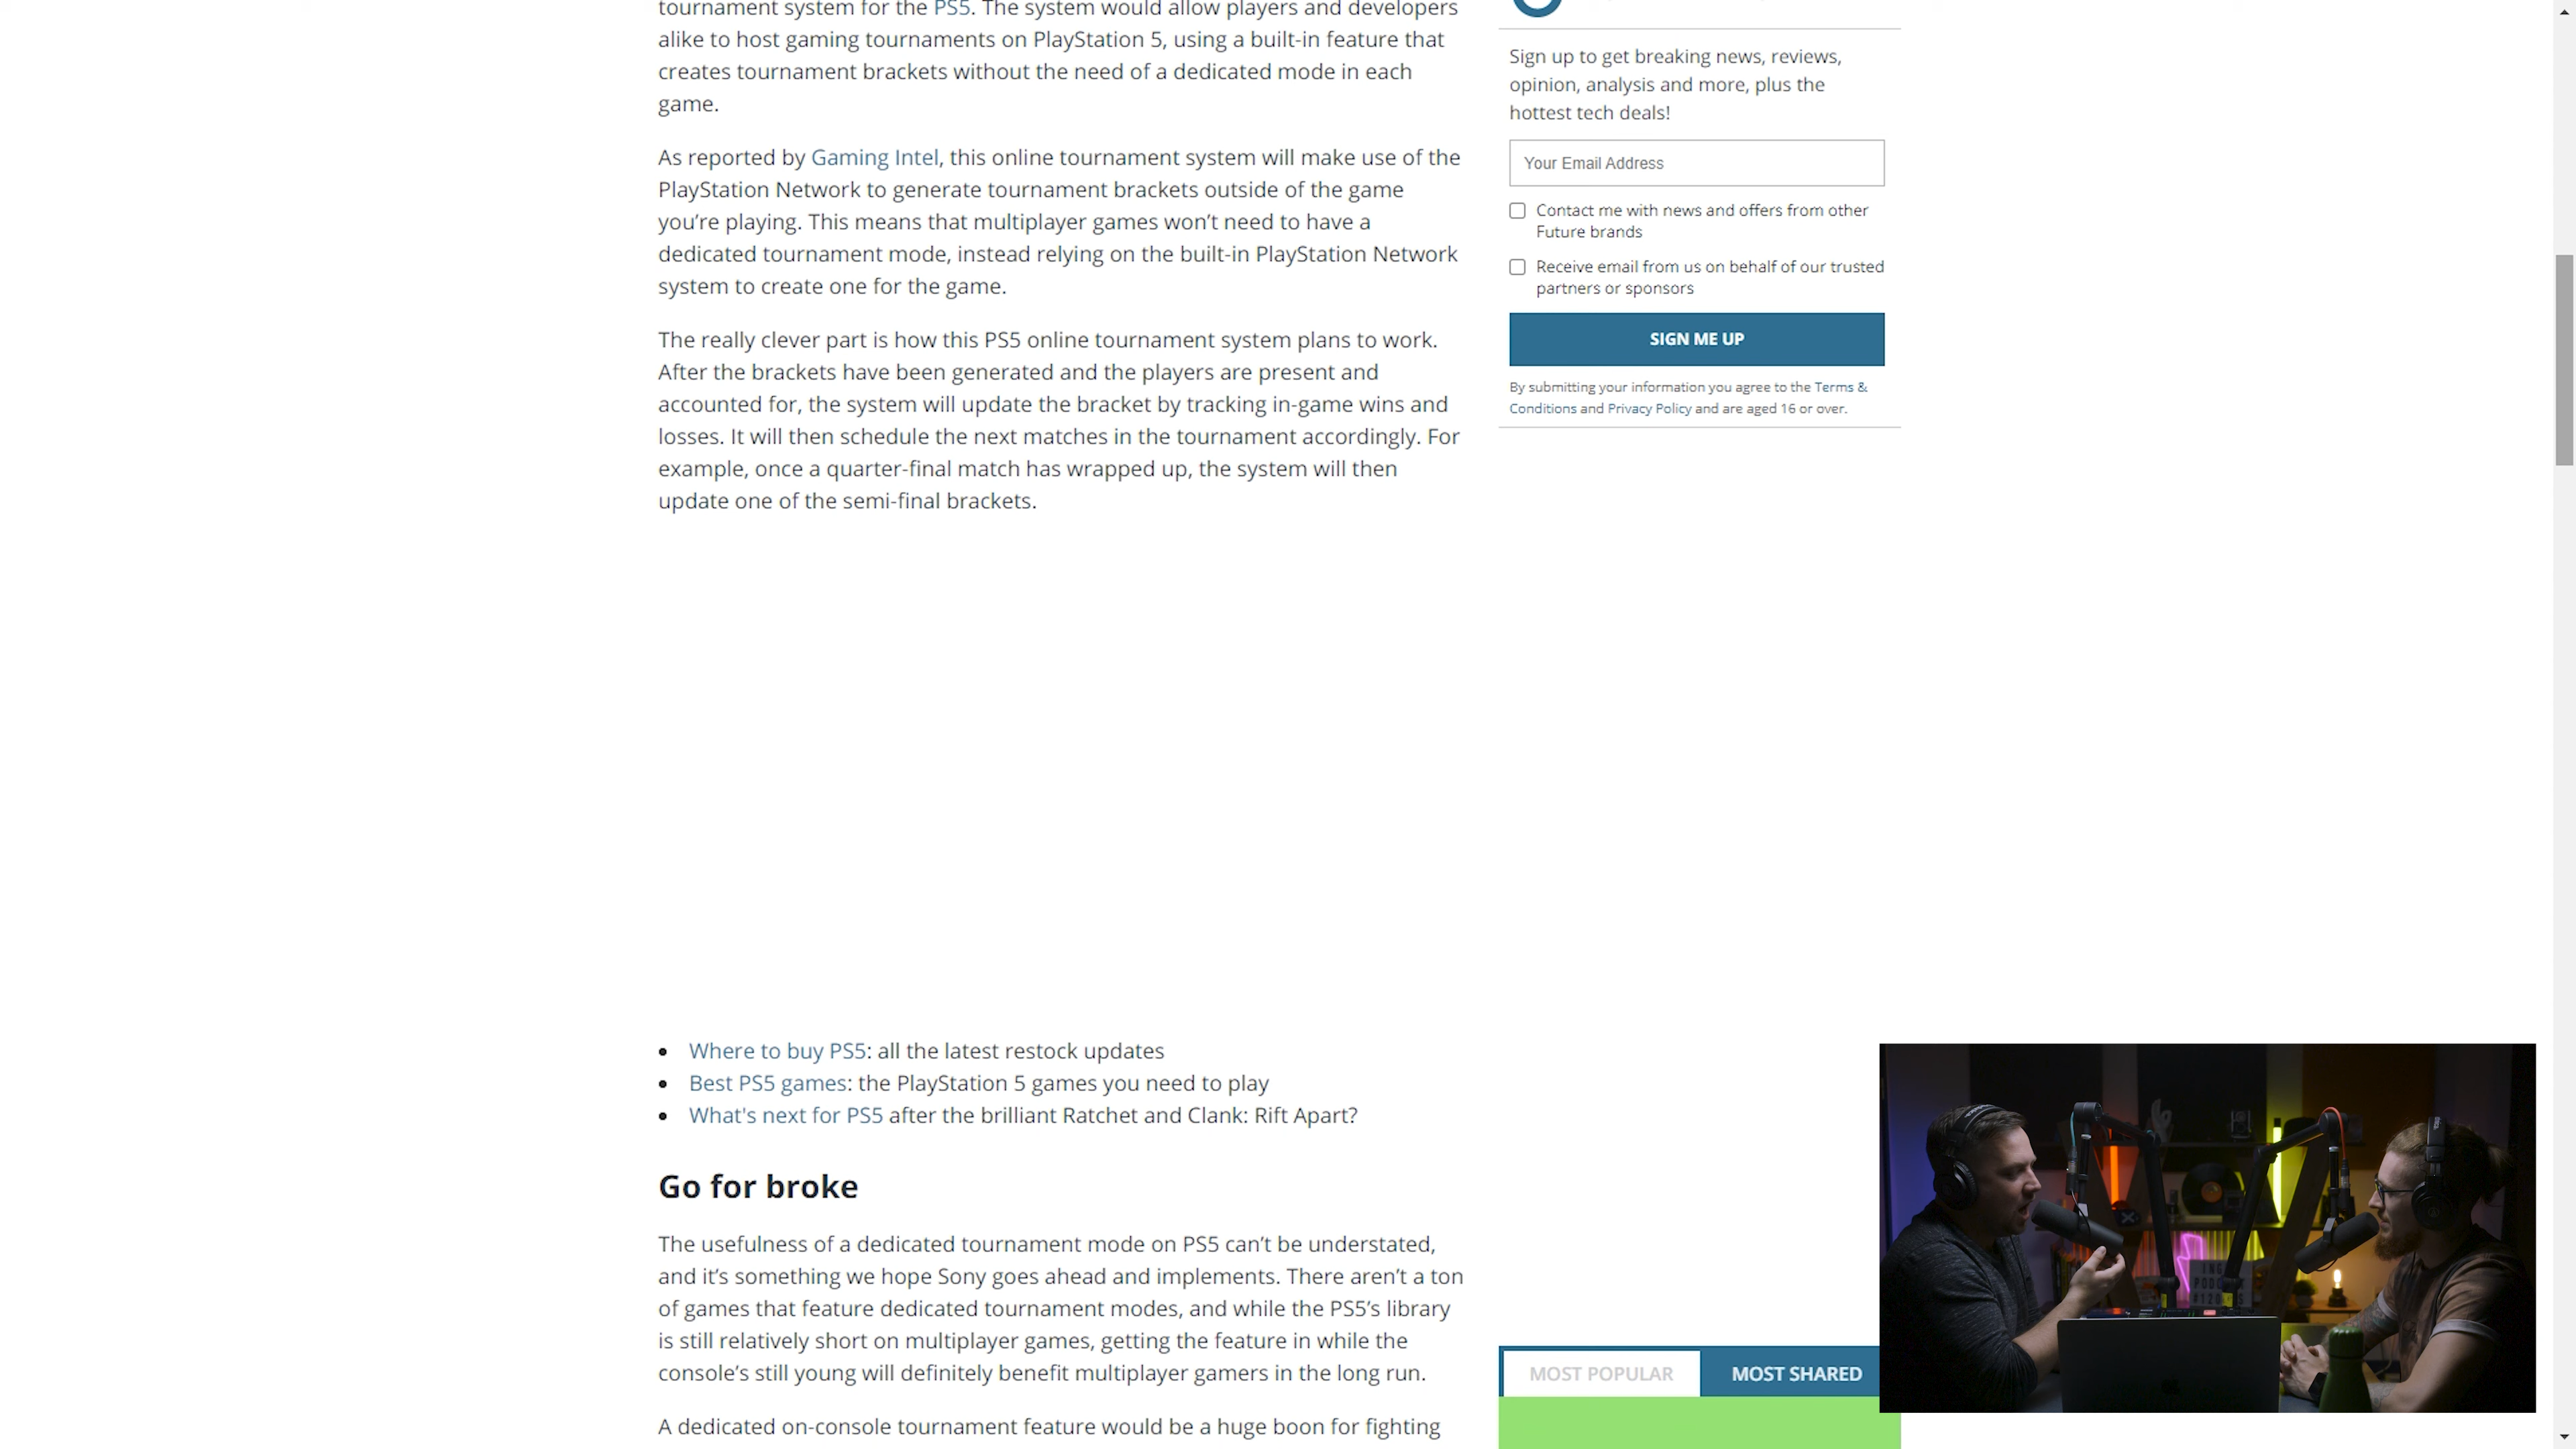 tournament system for the PS5. The system would allow players and developers
alike to host gaming tournaments on PlayStation 5, using a built-in feature that
creates tournament brackets without the need of a dedicated mode in each
game.
As reported by Gaming Intel, this online tournament system will make use of the
PlayStation Network to generate tournament brackets outside of the game
you’re playing. This means that multiplayer games won’t need to have a
dedicated tournament mode, instead relying on the built-in PlayStation Network
system to create one for the game.
The really clever part is how this PS5 online tournament system plans to work.
After the brackets have been generated and the players are present and
accounted for, the system will update the bracket by tracking in-game wins and
losses. It will then schedule the next matches in the tournament accordingly. For
example, once a quarter-final match has wrapped up, the system will then
update one of the semi-final brackets.
Where to buy PS5: all the latest restock updates
Best PS5 games: the PlayStation 5 games you need to play
What's next for PS5 after the brilliant Ratchet and Clank: Rift Apart?
Go for broke
The usefulness of a dedicated tournament mode on PS5 can’t be understated,
and it’s something we hope Sony goes ahead and implements. There aren’t a ton
of games that feature dedicated tournament modes, and while the PS5’s library
is still relatively short on multiplayer games, getting the feature in while the
console’s still young will definitely benefit multiplayer gamers in the long run.
A dedicated on-console tournament feature would be a huge boon for fighting
Sign up to get breaking news, reviews,
opinion, analysis and more, plus the
hottest tech deals!
Your Email Address
Contact me with news and offers from other
Future brands
Receive email from us on behalf of our trusted
partners or sponsors
SIGN ME UP
By submitting your information you agree to the Terms &
Conditions and Privacy Policy and are aged 16 or over.
MOST POPULAR
MOST SHARED